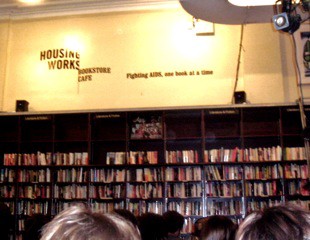 HOUSING
WORKS
BOOKSTORE
CAFE
Fighting AIDS, one book at a time